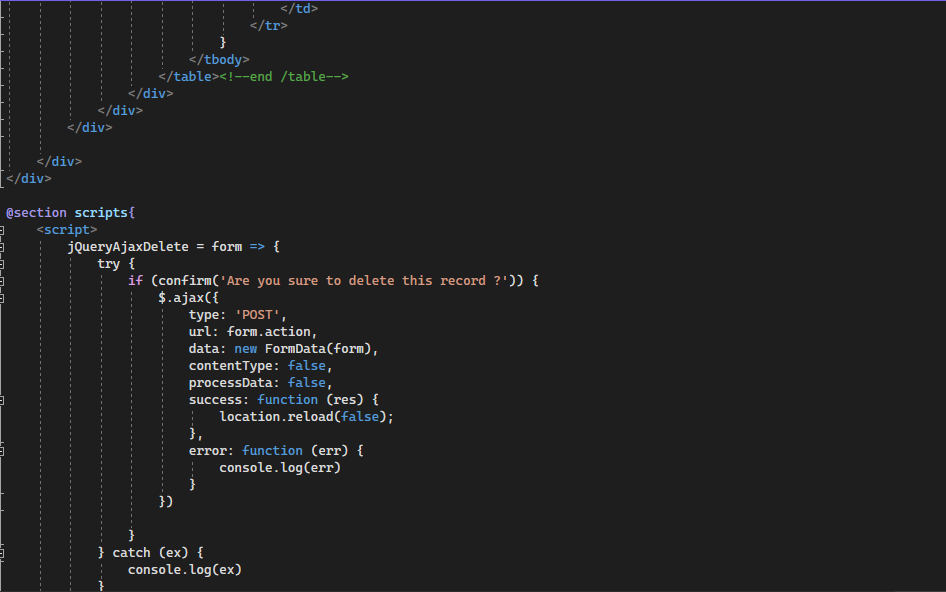 </td>
</tr>
}
</tbody>
</table><!--end /table-->
</div>
</div>
</div>
</div>
</div>
@section scripts{
<script>
jQueryAjaxDelete = form => {
try {
if (confirm('Are you sure to delete this record ?')) {
$.ajax({
type: 'POST',
url: form.action,
data: new FormData(form),
contentType: false,
processData: false,
success: function (res) {
location.reload(false);
},
error: function (err) {
console.log(err)
}
})
}
} catch (ex) {
console.log(ex)
}